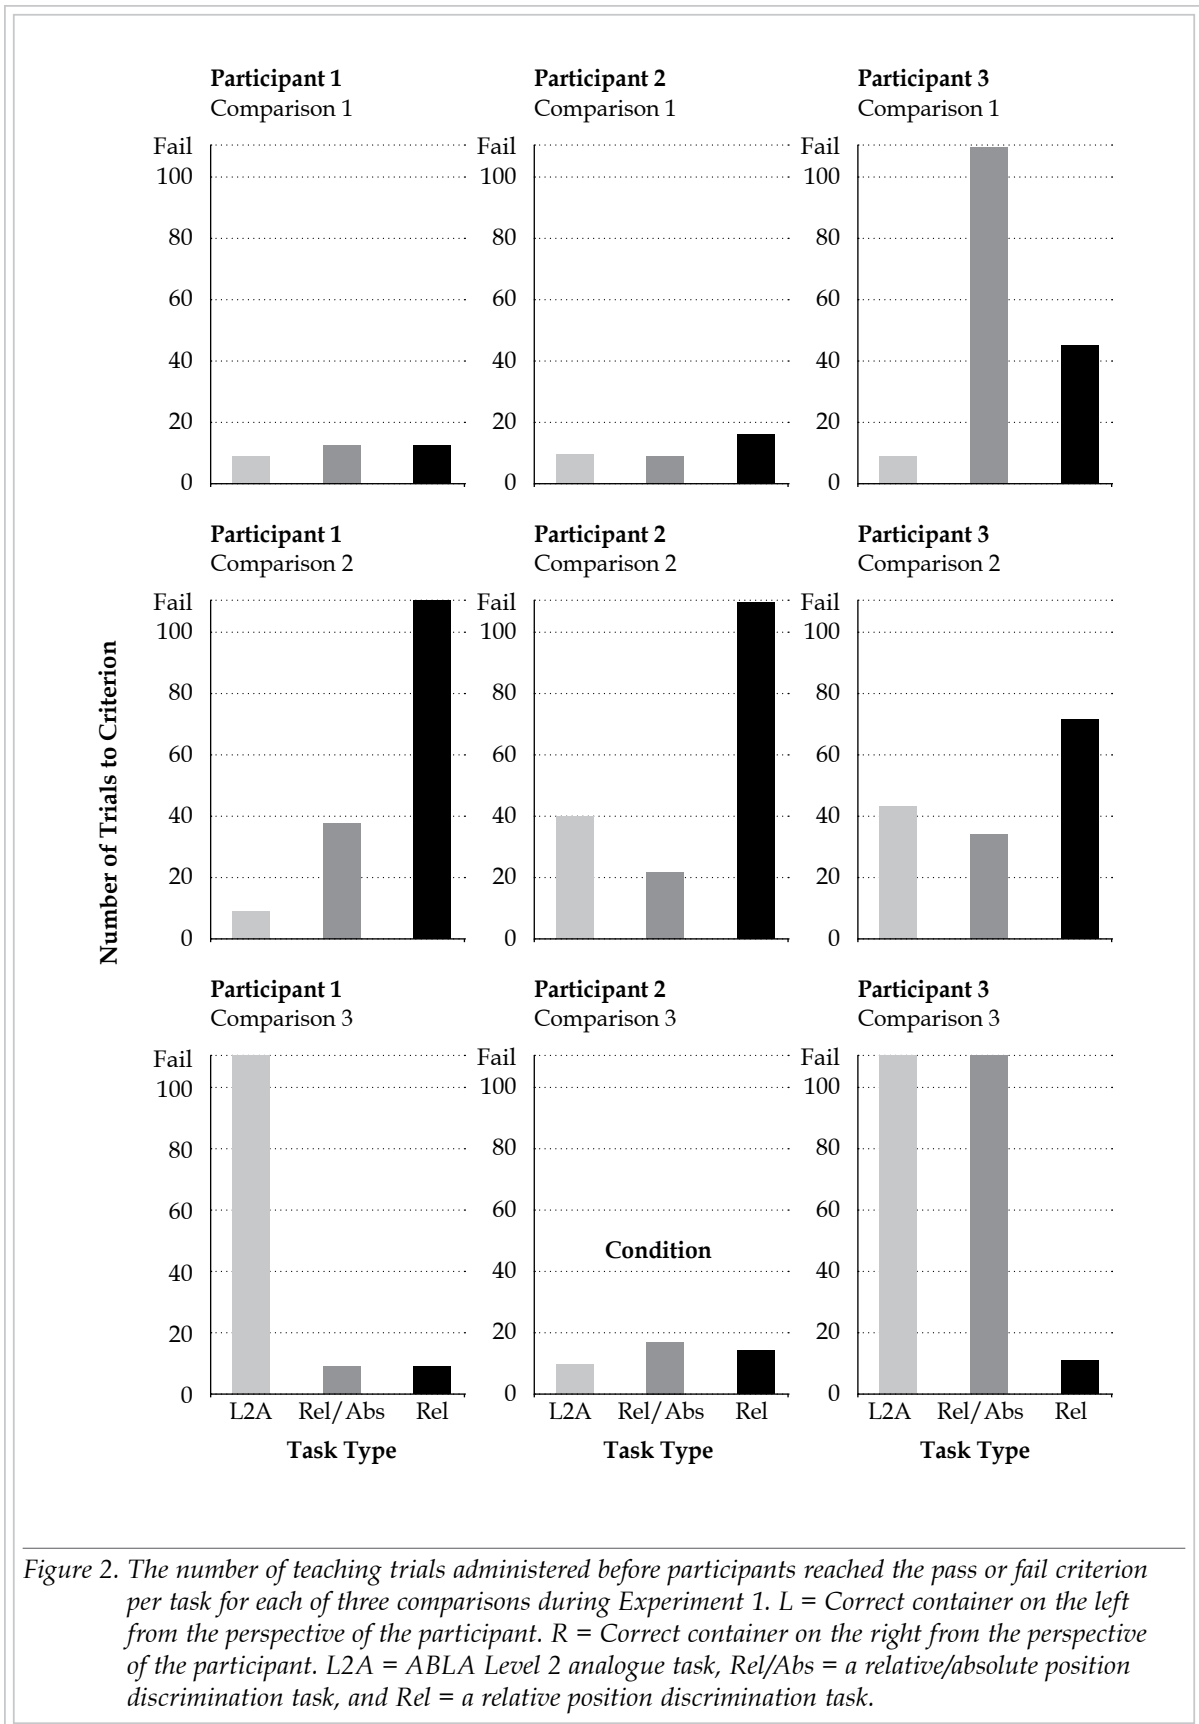 Participant 1
Comparison 1
Fail
100
80
60
40
20
0
Participant 2
Comparison 1
Fail
100
80
60
40
20
0
Participant 3
Comparison 1
Fail
100
80
60
40
20
0
Number of Trials to Criterion
Participant 1
Comparison 2
Fail
100
80
60
40
20
0
Participant 2
Comparison 2
Fail
100
80
60
40
20
0
Participant 3
Comparison 2
Fail
100
80
60
40
20
0
Participant 1
Comparison 3
Fail
100
80
60
40
20
0
L2A Rel/Abs Rel
Task Type
Participant 2
Comparison 3
Fail
100
80
60
Condition
40
20
0
L2A Rel/Abs Rel
Task Type
Participant 3
Comparison 3
Fail
100
80
60
40
20
0
L2A Rel/Abs Rel
Task Type
Figure 2. The number of teaching trials administered before participants reached the pass or fail criterion
per task for each of three comparisons during Experiment 1. L = Correct container on the left
from the perspective of the participant. R = Correct container on the right from the perspective
of the participant. L2A = ABLA Level 2 analogue task, Rel/Abs = a relative/absolute position
discrimination task, and Rel = a relative position discrimination task.